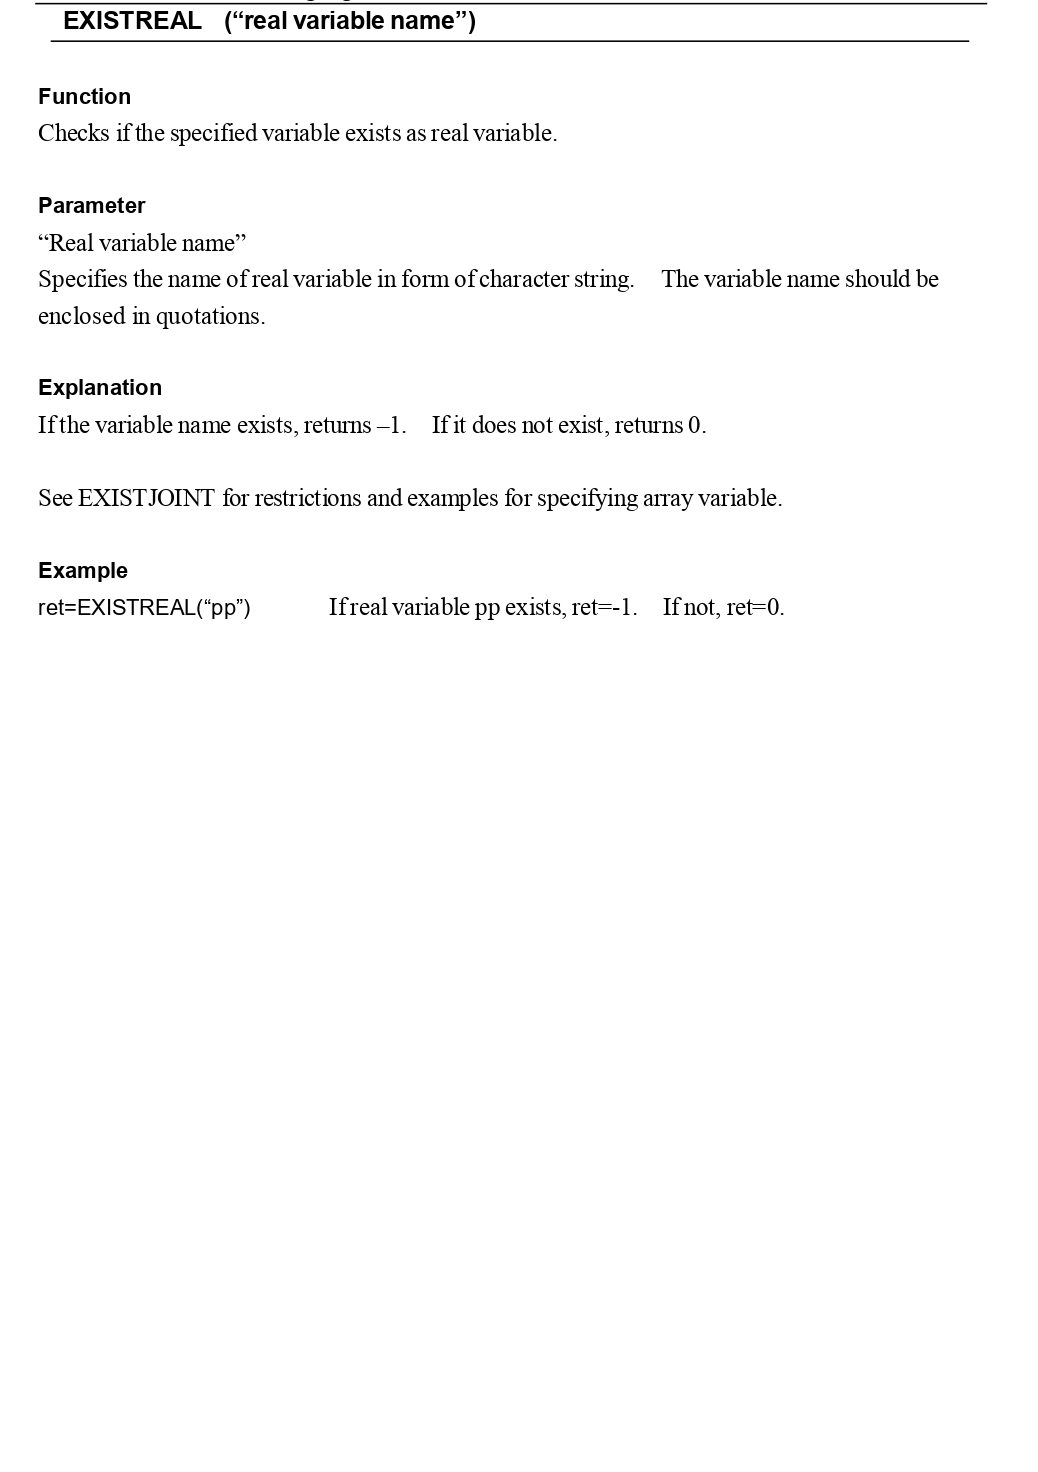 EXISTREAL (“real variable name”)
Function
Checks if the specified variable exists as real variable.
Parameter
“Real variable name”
Specifies the name of real variable in form of character string. The variable name should be
enclosed in quotations.
Explanation
If the variable name exists, returns –1. If it does not exist, returns 0.
See EXISTJOINT for restrictions and examples for specifying array variable.
Example
ret=EXISTREAL(“pp”) If real variable pp exists, ret=-1. If not, ret=0.